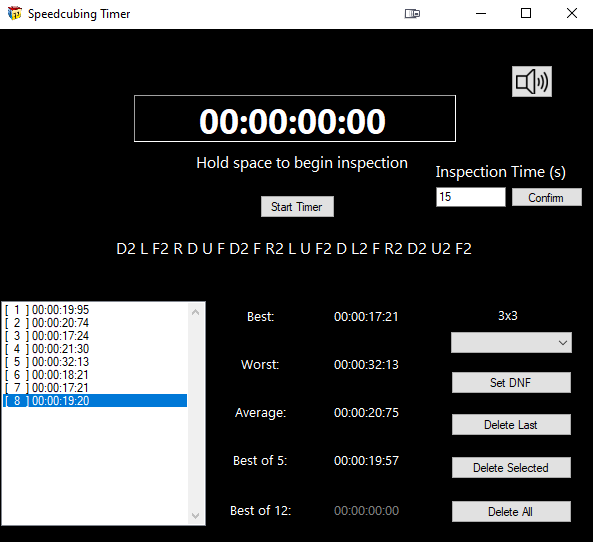 Speedcubing Timer
00:00:00:00
Hold space to begin inspection
Inspection Time (s)
15 Confirm
Start Timer
D2 L F2 R D U F D2 F R2 L U F2 D L2 F R2 D2 U2 F2
[ 1 ] 00:00:19:95
[ 2 ] 00:00:20:74
[ 3 ] 00:00:17:24
[ 4 ] 00:00:21:30
[ 5 ] 00:00:32:13
[ 6 ] 00:00:18:21
[ 7 ] 00:00:17:21
[ 8 ] 00:00:19:20
Best: 00:00:17:21
Worst: 00:00:32:13
Average: 00:00:20:75
Best of 5: 00:00:19:57
Best of 12: 00:00:00:00
3x3
Set DNF
Delete Last
Delete Selected
Delete All